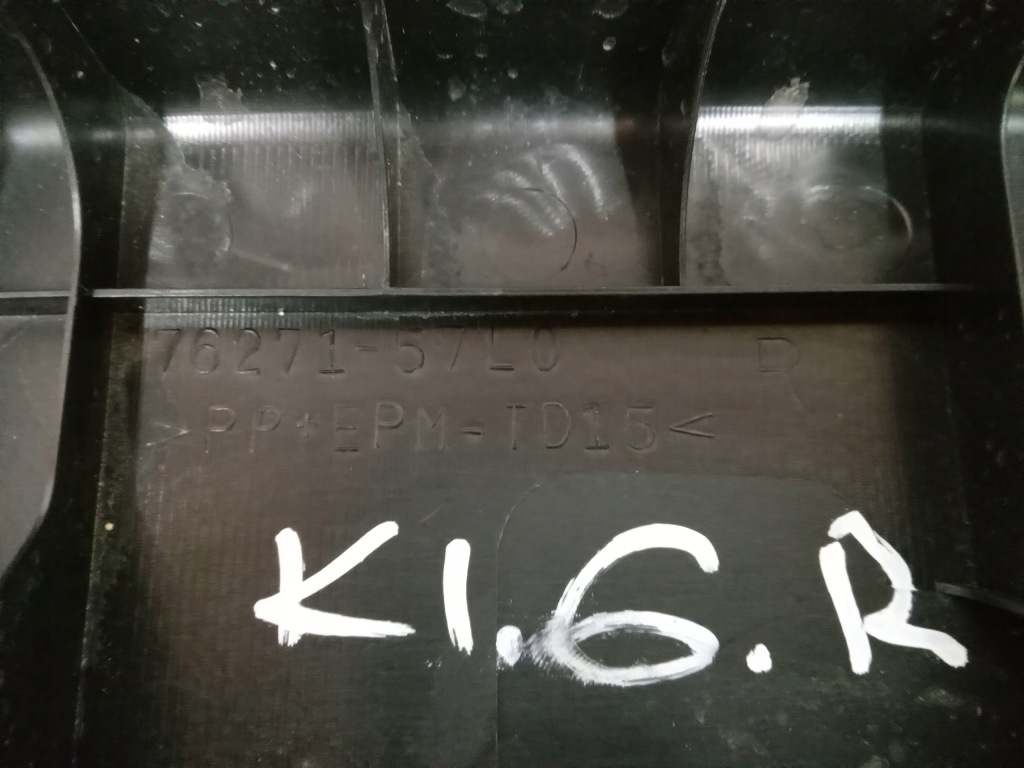 76271-57L0 R
>PP+EPM-TD15<
K1.6.R